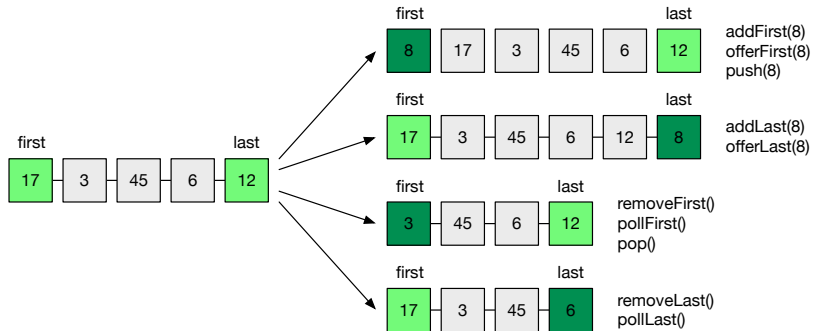 first last
8 17 3 45 6 12
addFirst(8)
offerFirst(8)
push(8)
first last
17 3 45 6 12 8
addLast(8)
offerLast(8)
first last
17 3 45 6 12
first last
3 45 6 12
removeFirst()
pollFirst()
pop()
first last
17 3 45 6
removeLast()
pollLast()